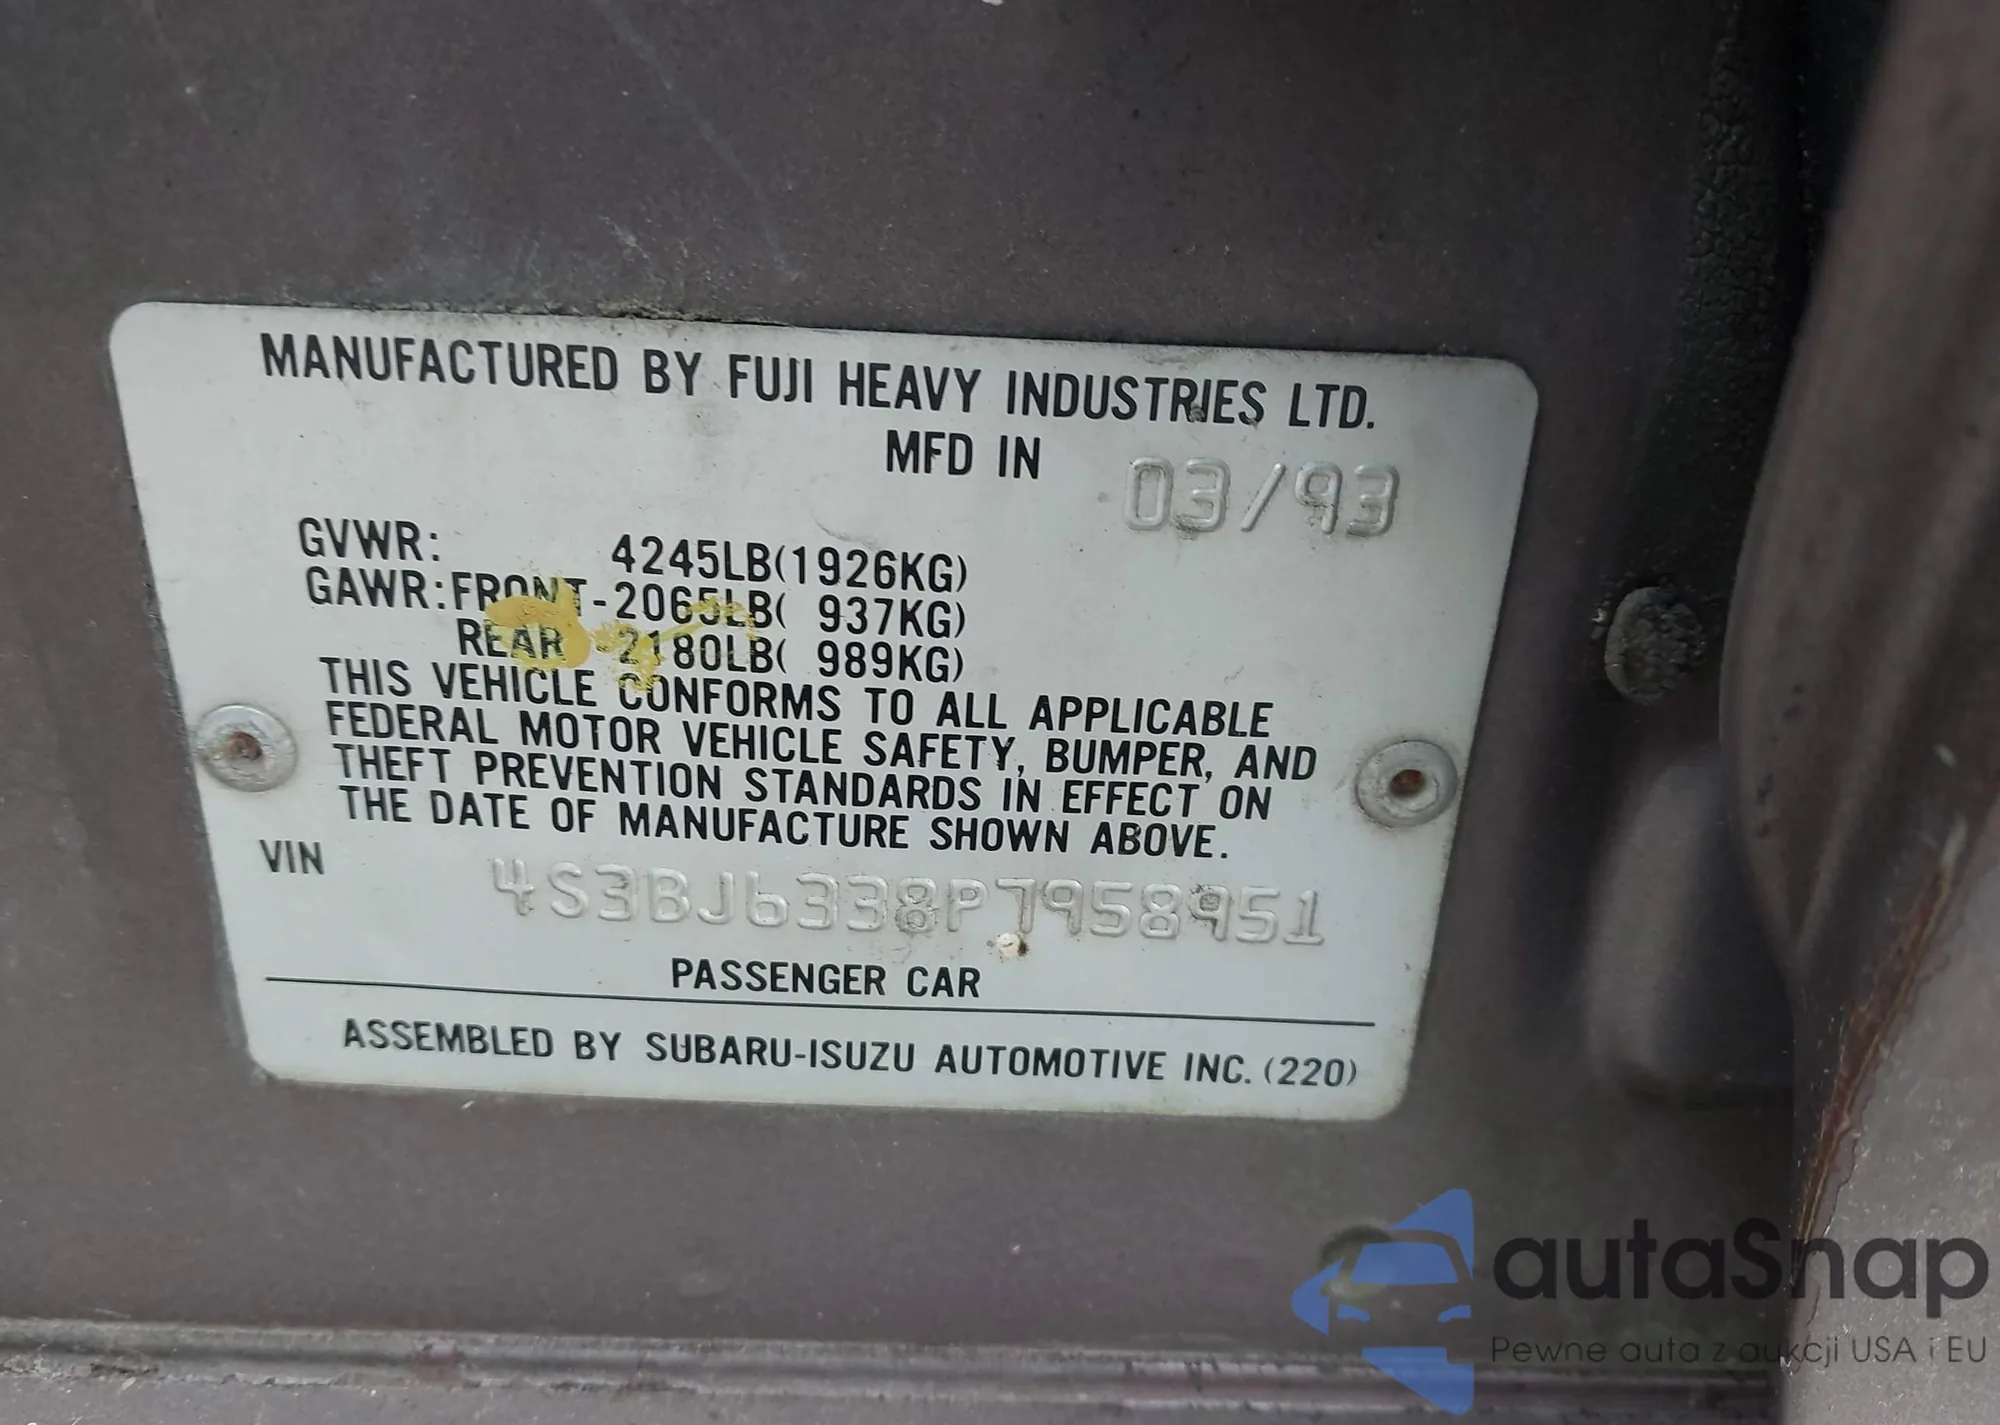 MANUFACTURED BY FUJI HEAVY INDUSTRIES LTD.
MFD IN 03/93
GVWR: 4245LB(1926KG)
GAWR:FRONT-2065LB( 937KG)
REAR -2180LB( 989KG)
THIS VEHICLE CONFORMS TO ALL APPLICABLE
FEDERAL MOTOR VEHICLE SAFETY, BUMPER, AND
THEFT PREVENTION STANDARDS IN EFFECT ON
THE DATE OF MANUFACTURE SHOWN ABOVE.
VIN 4S3BJ6338P7958951
PASSENGER CAR
ASSEMBLED BY SUBARU-ISUZU AUTOMOTIVE INC. (220)
autaSnap
Pewne auta z aukcji USA i EU